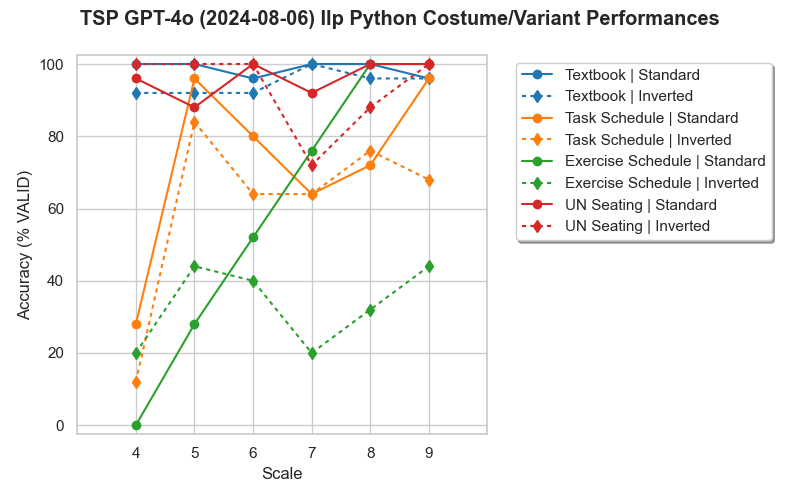 TSP GPT-4o (2024-08-06) Ilp Python Costume/Variant Performances
100
80
60
40
20
0
Accuracy (% VALID)
4 5 6 7 8 9
Scale
Textbook | Standard
Textbook | Inverted
Task Schedule | Standard
Task Schedule | Inverted
Exercise Schedule | Standard
Exercise Schedule | Inverted
UN Seating | Standard
UN Seating | Inverted